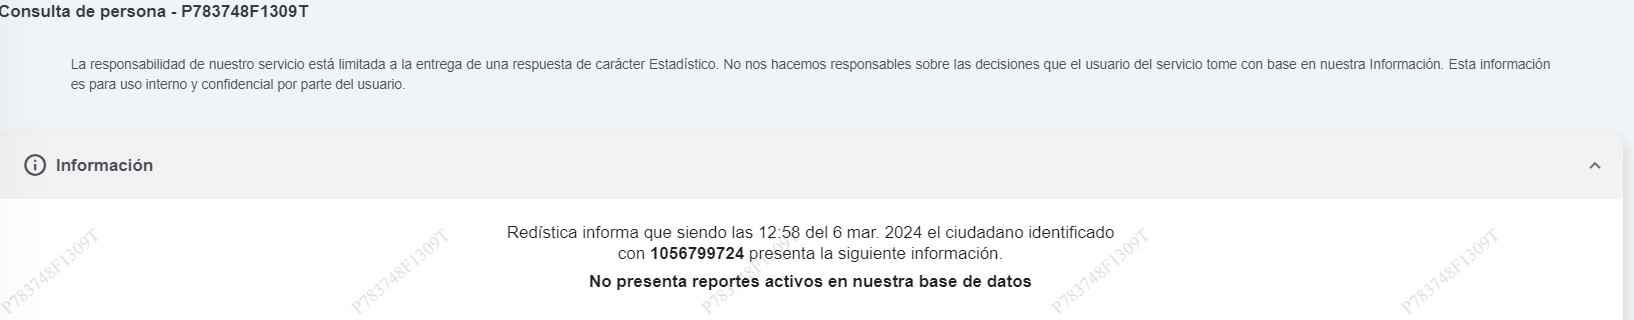 Consulta de persona - P783748F1309T
La responsabilidad de nuestro servicio está limitada a la entrega de una respuesta de carácter Estadístico. No nos hacemos responsables sobre las decisiones que el usuario del servicio tome con base en nuestra Información. Esta información
es para uso interno y confidencial por parte del usuario.
Información
Redística informa que siendo las 12:58 del 6 mar. 2024 el ciudadano identificado
con 1056799724 presenta la siguiente información.
No presenta reportes activos en nuestra base de datos
P783748F1309T
P783748F1309T
P783748F1309T
P783748F1309T
P783748F1309T